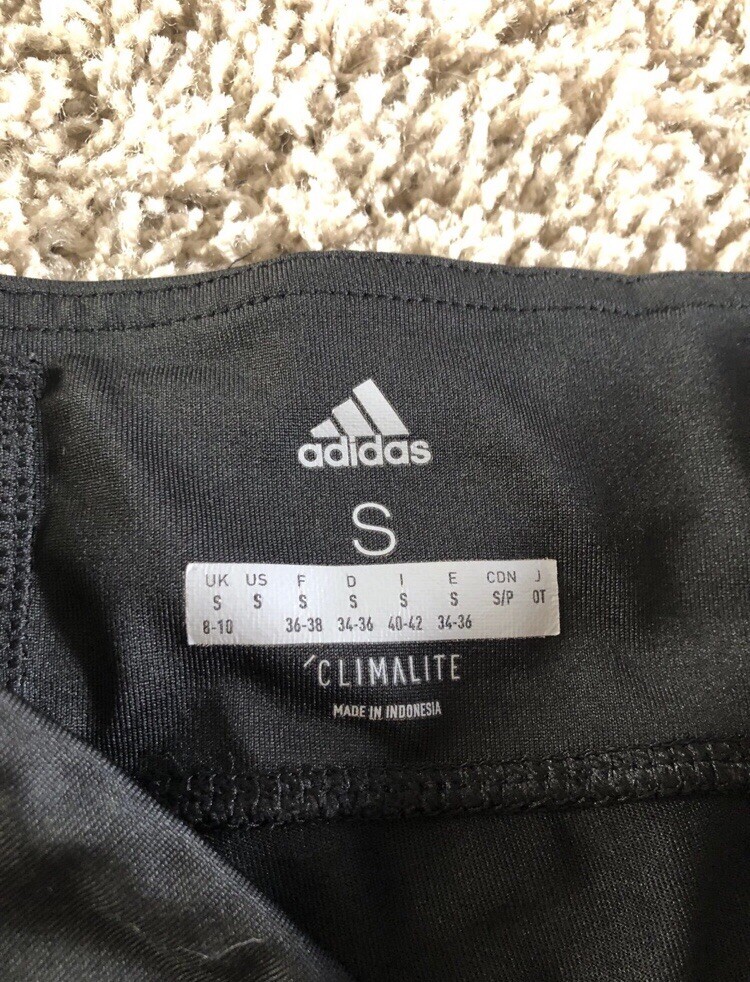 adidas
S
UK US F D I E CDN J
S S S S S S S/P OT
8-10 36-38 34-36 40-42 34-36
CLIMALITE
MADE IN INDONESIA